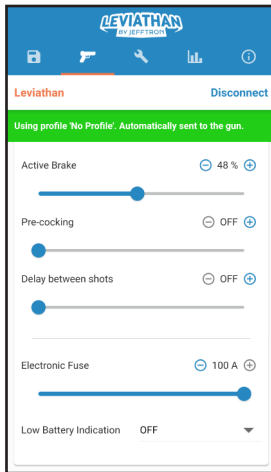 LEVIATHAN
BY JEFFTRON
Leviathan Disconnect
Using profile 'No Profile'. Automatically sent to the gun.
Active Brake 48 %
Pre-cocking OFF
Delay between shots OFF
Electronic Fuse 100 A
Low Battery Indication OFF